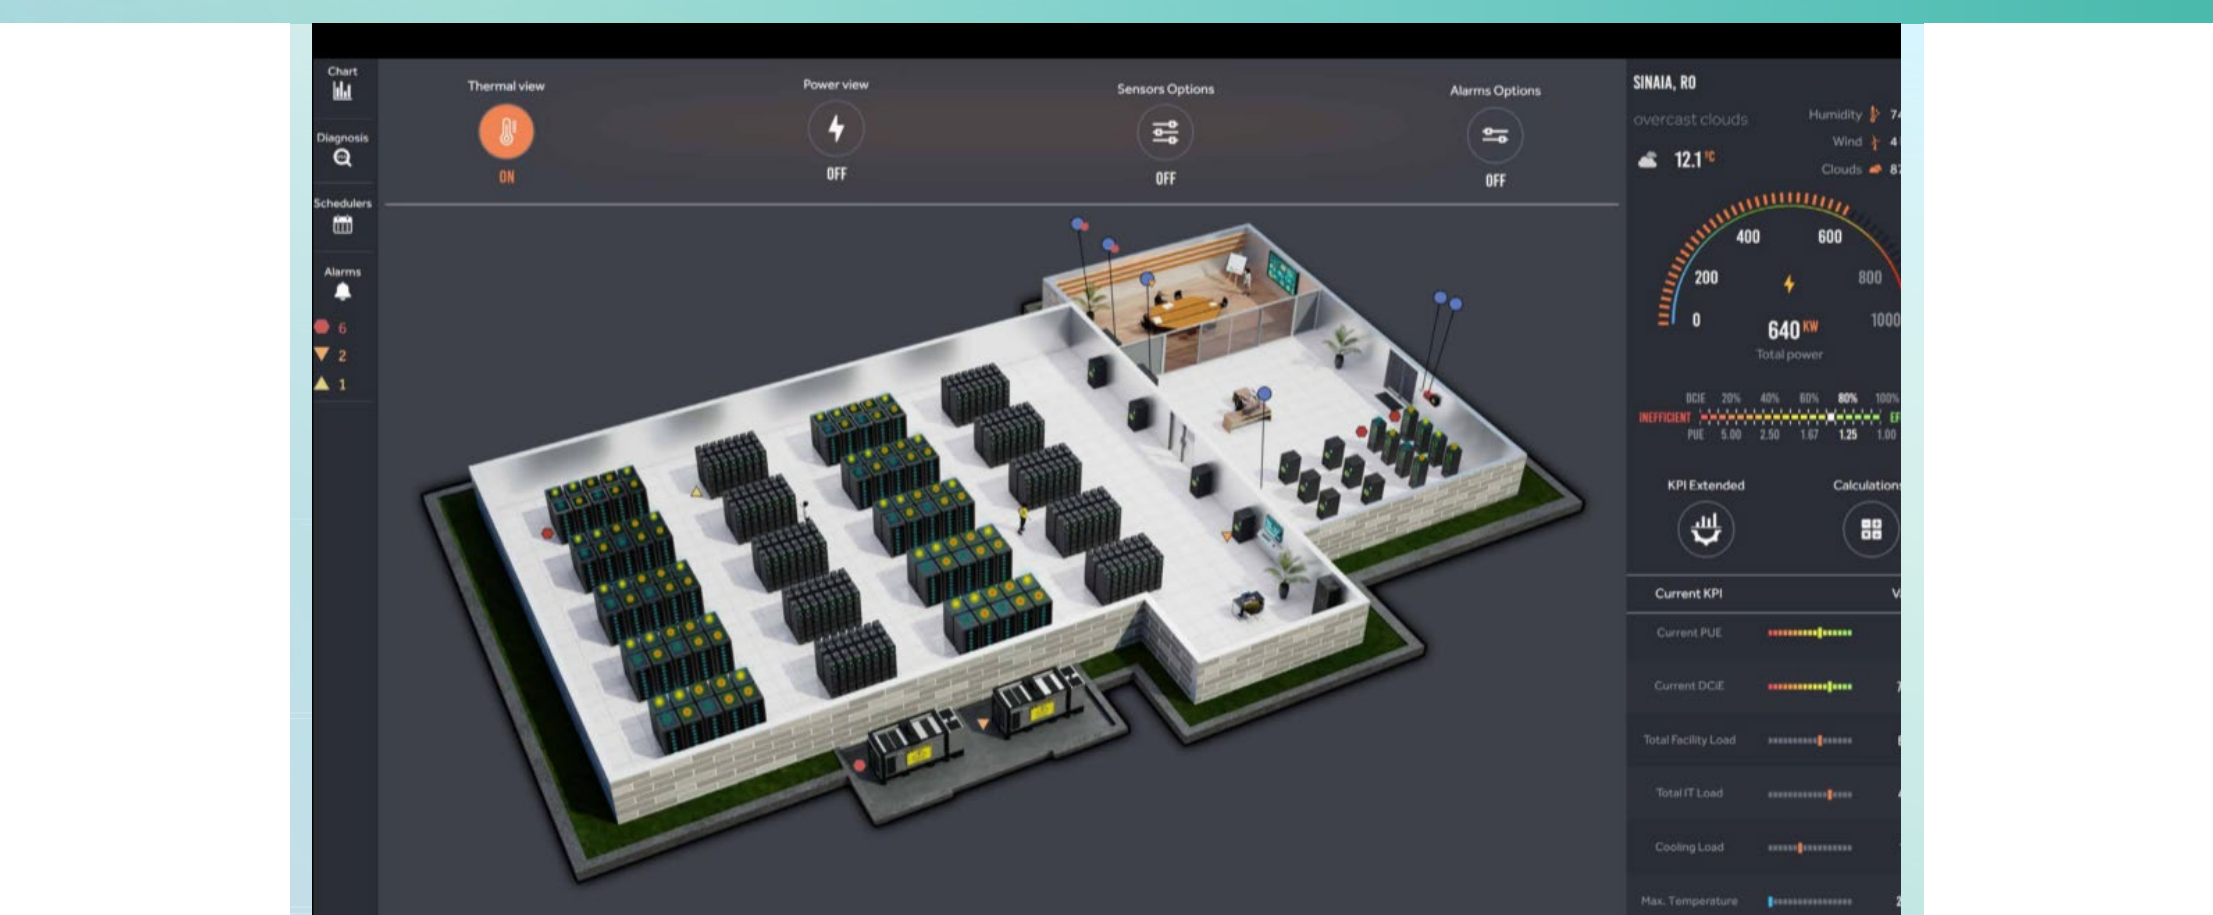 Chart
Diagnosis
Schedulers
Alarms
6
2
1
Thermal view
ON
Power view
OFF
Sensors Options
OFF
Alarms Options
OFF
SINAIA, RO
overcast clouds
12.1 °C
Humidity
Wind
Clouds
0
200
400
600
800
1000
640 KW
Total power
DCIE 20% 40% 60% 80% 100%
INEFFICIENT
PUE 5.00 2.50 1.67 1.25 1.00
KPI Extended
Calculations
Current KPI
Current PUE
Current DCiE
Total Facility Load
Total IT Load
Cooling Load
Max. Temperature